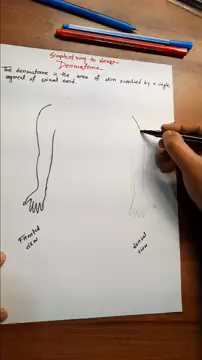 Simplest way to draw
Dermatome
The dermatome is the area of skin supplied by a single
segment of spinal cord.
Frontal
view
dorsal
view